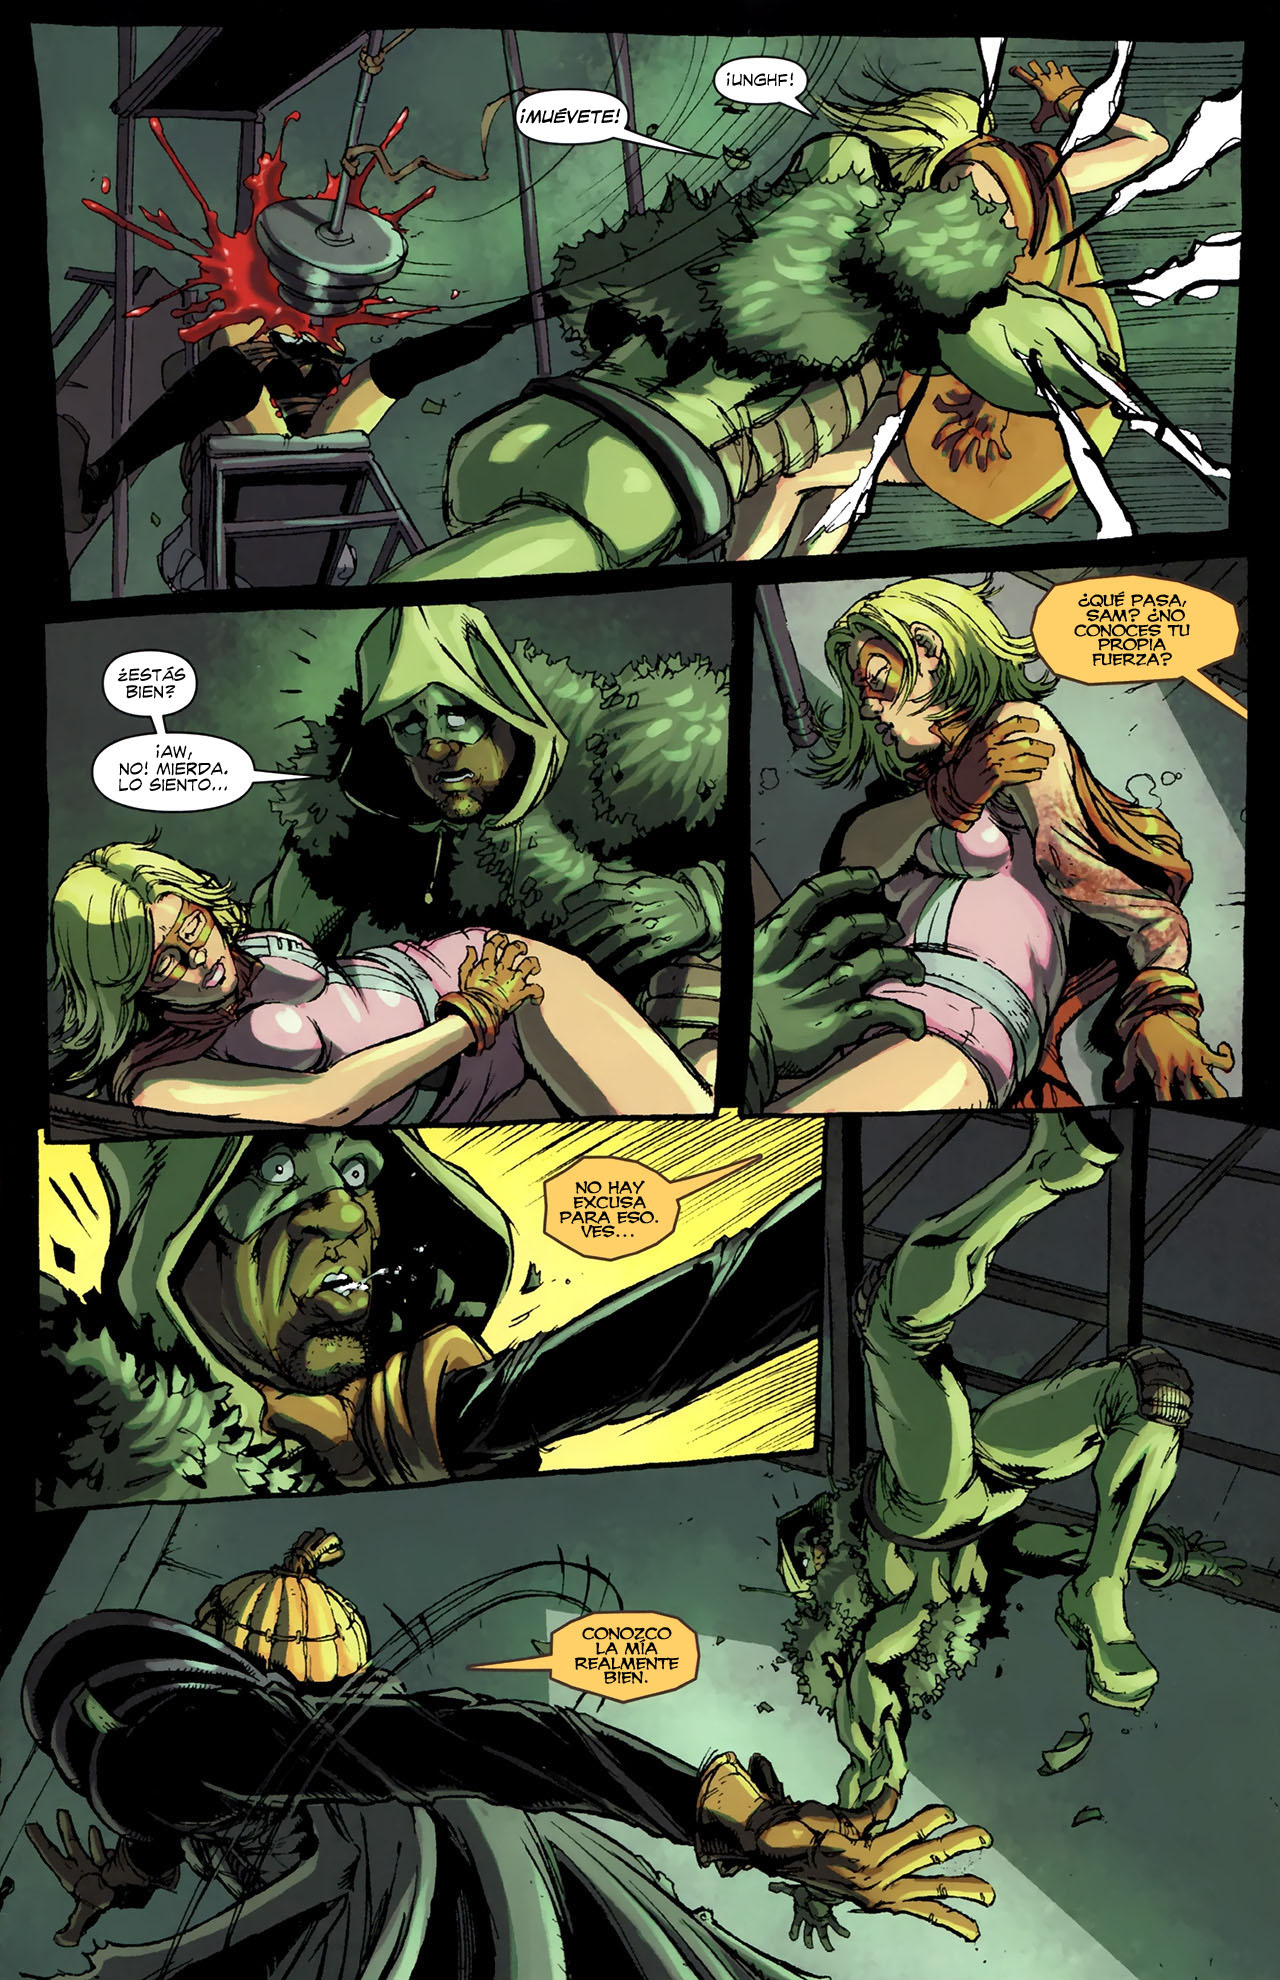 ¡UNGHF!
¡MUÉVETE!
¿ESTÁS
BIEN?
¡AW,
NO! MIERDA.
LO SIENTO...
¿QUÉ PASA,
SAM? ¿NO
CONOCES TU
PROPIA
FUERZA?
NO HAY
EXCUSA
PARA ESO.
VES...
CONOZCO
LA MÍA
REALMENTE
BIEN.